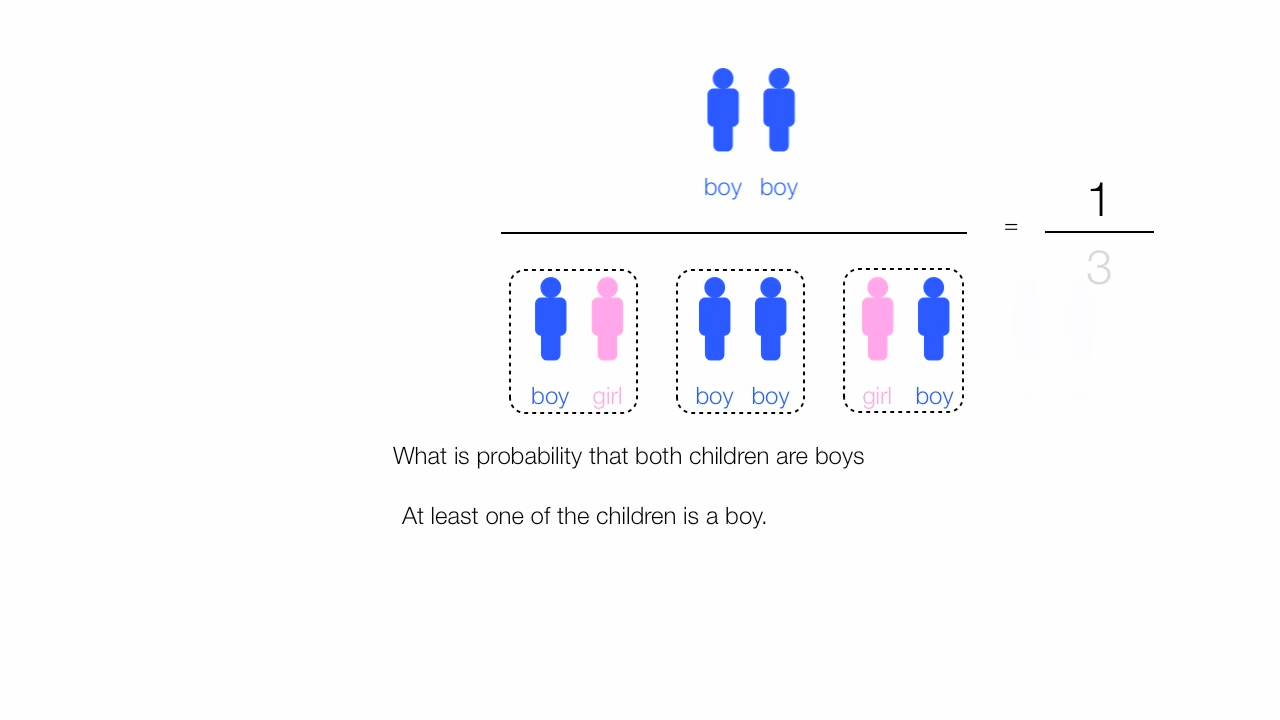 boy boy
=
1
3
boy girl boy boy girl boy
What is probability that both children are boys
At least one of the children is a boy.